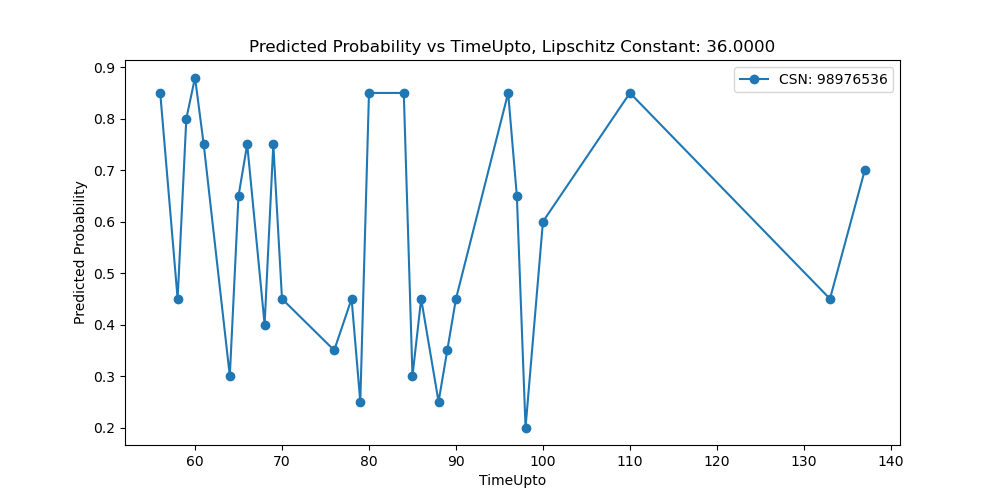 Predicted Probability vs TimeUpto, Lipschitz Constant: 36.0000
CSN: 98976536
Predicted Probability
0.9
0.8
0.7
0.6
0.5
0.4
0.3
0.2
60 70 80 90 100 110 120 130 140
TimeUpto